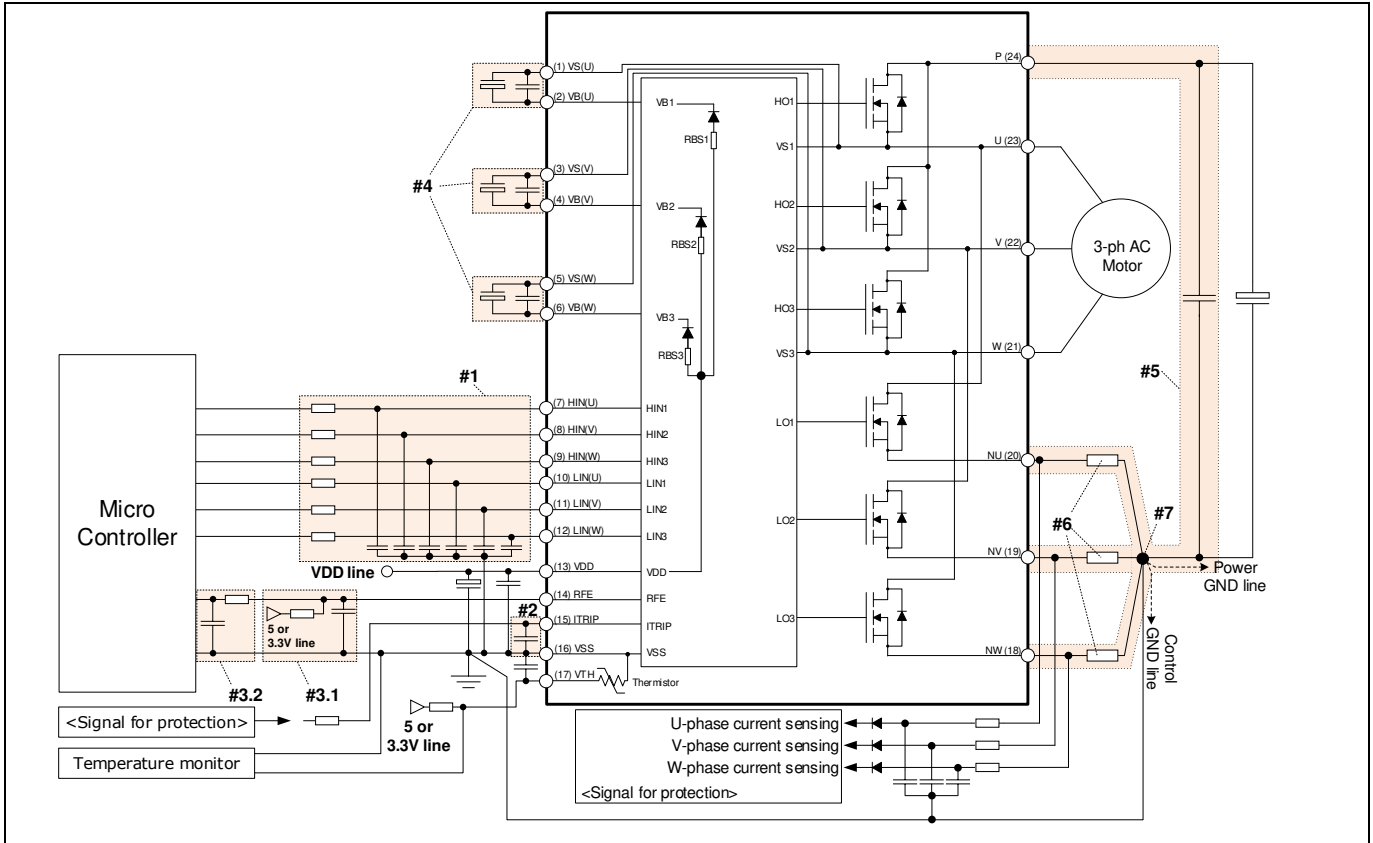 (1) VS(U)
(2) VB(U)
(3) VS(V)
(4) VB(V)
(5) VS(W)
(6) VB(W)
#4
VB1
RBS1
VB2
RBS2
VB3
RBS3
HO1
VS1
HO2
VS2
HO3
VS3
LO1
LO2
LO3
P (24)
U (23)
V (22)
W (21)
NU (20)
NV (19)
NW (18)
3-ph AC
Motor
#5
#6
#7
Power
GND line
Control
GND line
Micro
Controller
#1
(7) HIN(U)
(8) HIN(V)
(9) HIN(W)
(10) LIN(U)
(11) LIN(V)
(12) LIN(W)
HIN1
HIN2
HIN3
LIN1
LIN2
LIN3
VDD line
(13) VDD
VDD
(14) RFE
RFE
#2
(15) ITRIP
ITRIP
(16) VSS
VSS
(17) VTH
Thermistor
5 or
3.3V line
#3.2
#3.1
<Signal for protection>
Temperature monitor
5 or
3.3V line
U-phase current sensing
V-phase current sensing
W-phase current sensing
<Signal for protection>